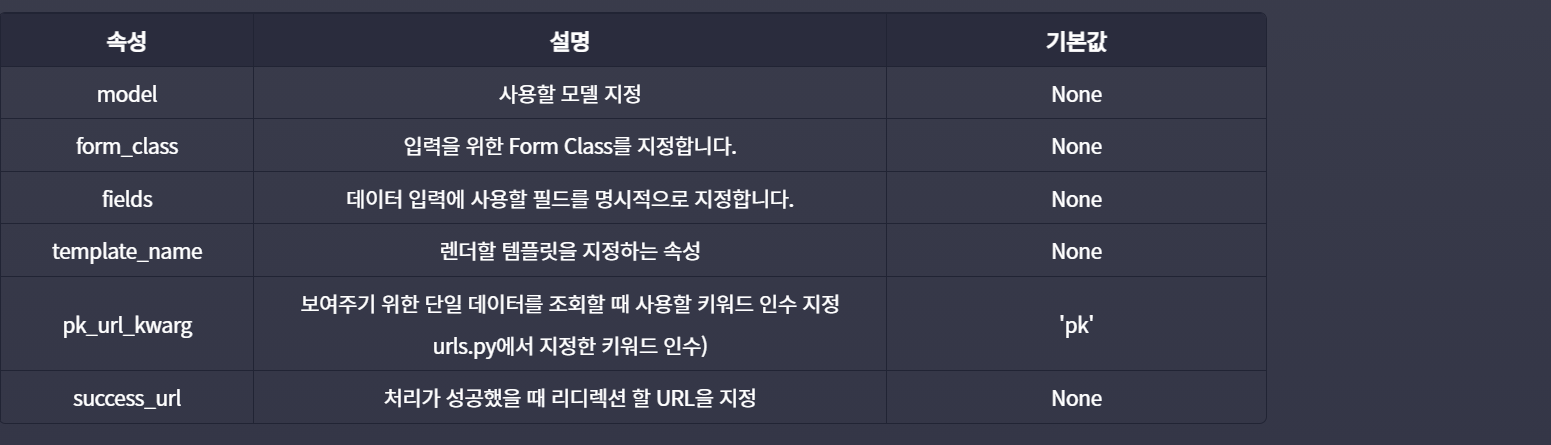 속성 설명 기본값
model 사용할 모델 지정 None
form_class 입력을 위한 Form Class를 지정합니다. None
fields 데이터 입력에 사용할 필드를 명시적으로 지정합니다. None
template_name 렌더할 템플릿을 지정하는 속성 None
보여주기 위한 단일 데이터를 조회할 때 사용할 키워드 인수 지정
pk_url_kwarg 'pk'
urls.py에서 지정한 키워드 인수)
success_url 처리가 성공했을 때 리디렉션 할 URL을 지정 None